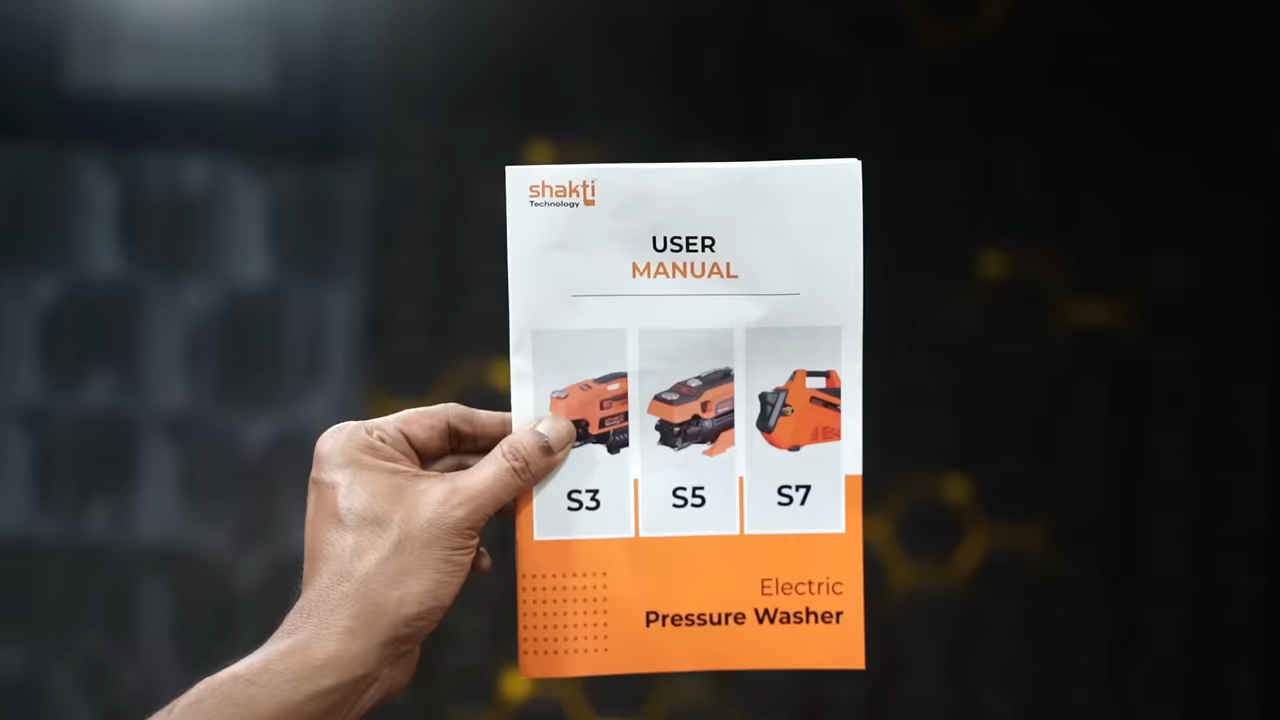 shakti
Technology
USER
MANUAL
S3
S5
S7
Electric
Pressure Washer